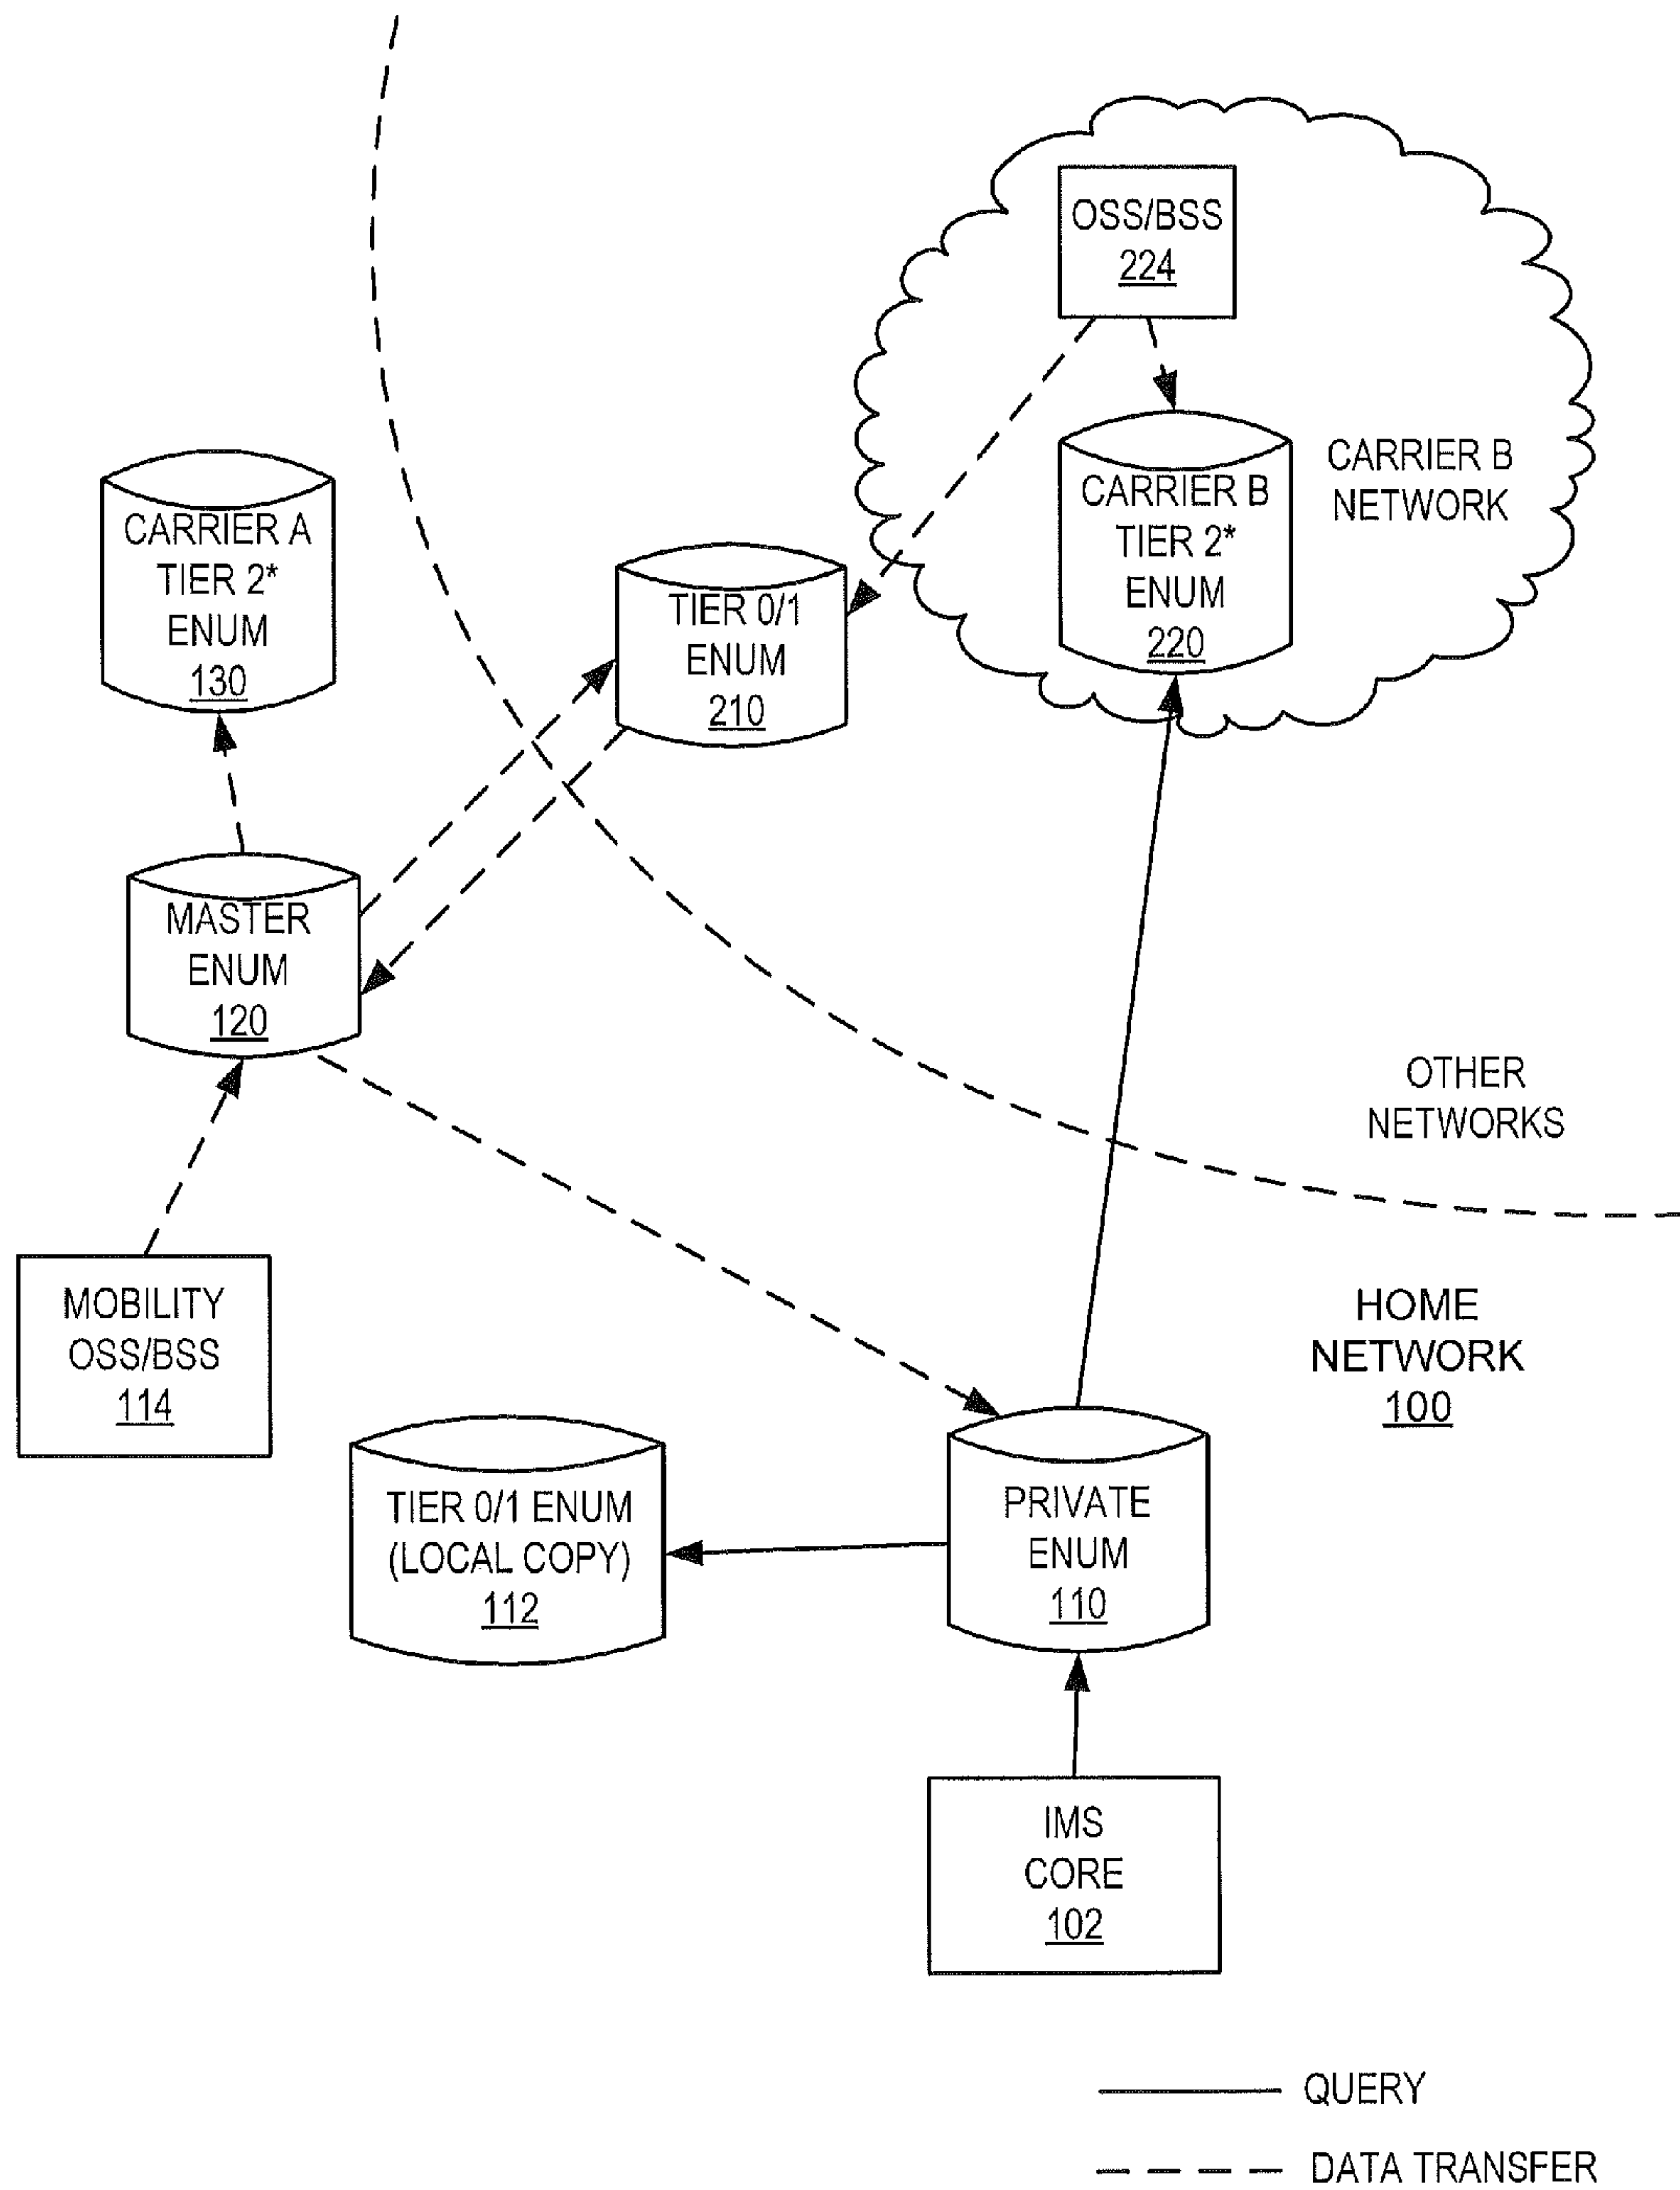 OSS/BSS
224
CARRIER B
TIER 2*
ENUM
220
CARRIER B
NETWORK
CARRIER A
TIER 2*
ENUM
130
TIER 0/1
ENUM
210
MASTER
ENUM
120
OTHER
NETWORKS
MOBILITY
OSS/BSS
114
HOME
NETWORK
100
TIER 0/1 ENUM
(LOCAL COPY)
112
PRIVATE
ENUM
110
IMS
CORE
102
QUERY
DATA TRANSFER